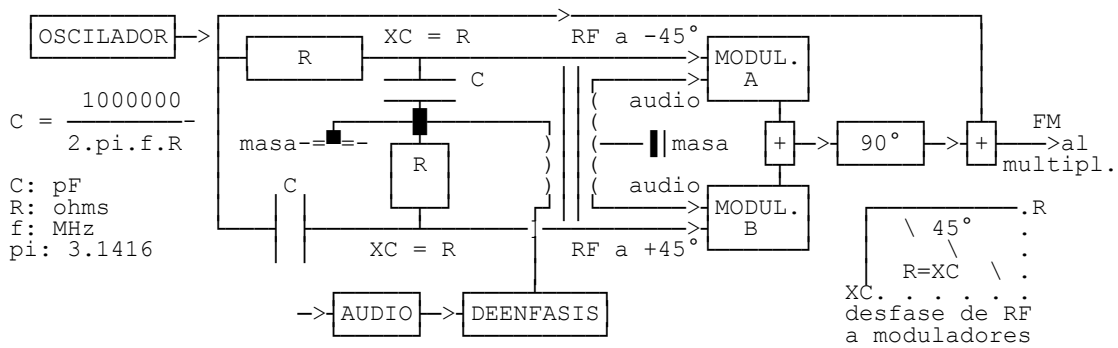 OSCILADOR
XC = R
RF a -45°
R
C
MODUL.
A
audio
1000000
C =
2.pi.f.R
masa
masa
R
+
90°
+
FM
al
multipl.
C
audio
C: pF
R: ohms
f: MHz
pi: 3.1416
MODUL.
B
XC = R
RF a +45°
R
45°
R=XC
XC
AUDIO
DEENFASIS
desfase de RF
a moduladores